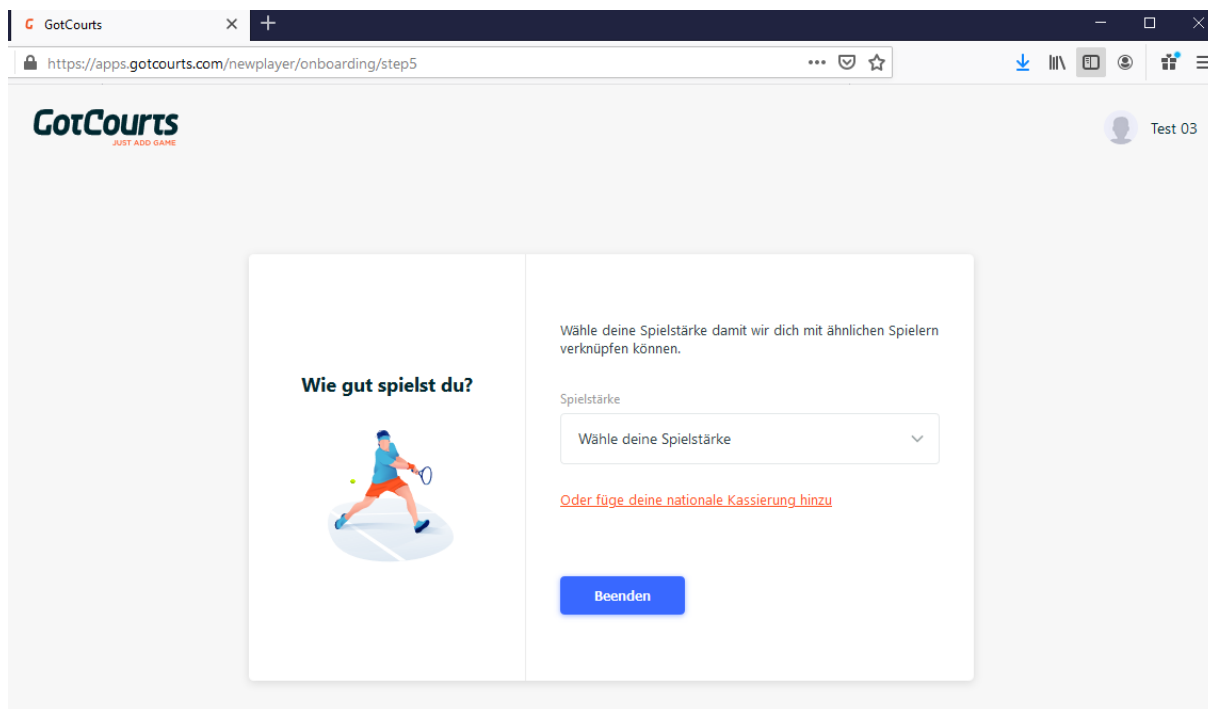 GotCourts
https://apps.gotcourts.com/newplayer/onboarding/step5
GotCourts
JUST ADD GAME
Test 03
Wie gut spielst du?
Wähle deine Spielstärke damit wir dich mit ähnlichen Spielern
verknüpfen können.
Spielstärke
Wähle deine Spielstärke
Oder füge deine nationale Kassierung hinzu
Beenden